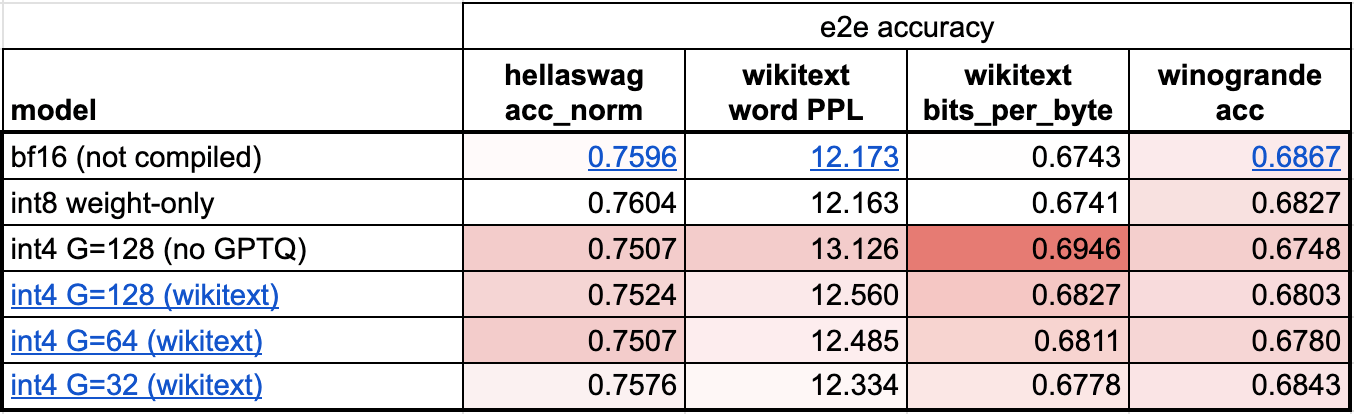 e2e accuracy
model hellaswag acc_norm wikitext word PPL wikitext bits_per_byte winogrande acc
bf16 (not compiled) 0.7596 12.173 0.6743 0.6867
int8 weight-only 0.7604 12.163 0.6741 0.6827
int4 G=128 (no GPTQ) 0.7507 13.126 0.6946 0.6748
int4 G=128 (wikitext) 0.7524 12.560 0.6827 0.6803
int4 G=64 (wikitext) 0.7507 12.485 0.6811 0.6780
int4 G=32 (wikitext) 0.7576 12.334 0.6778 0.6843